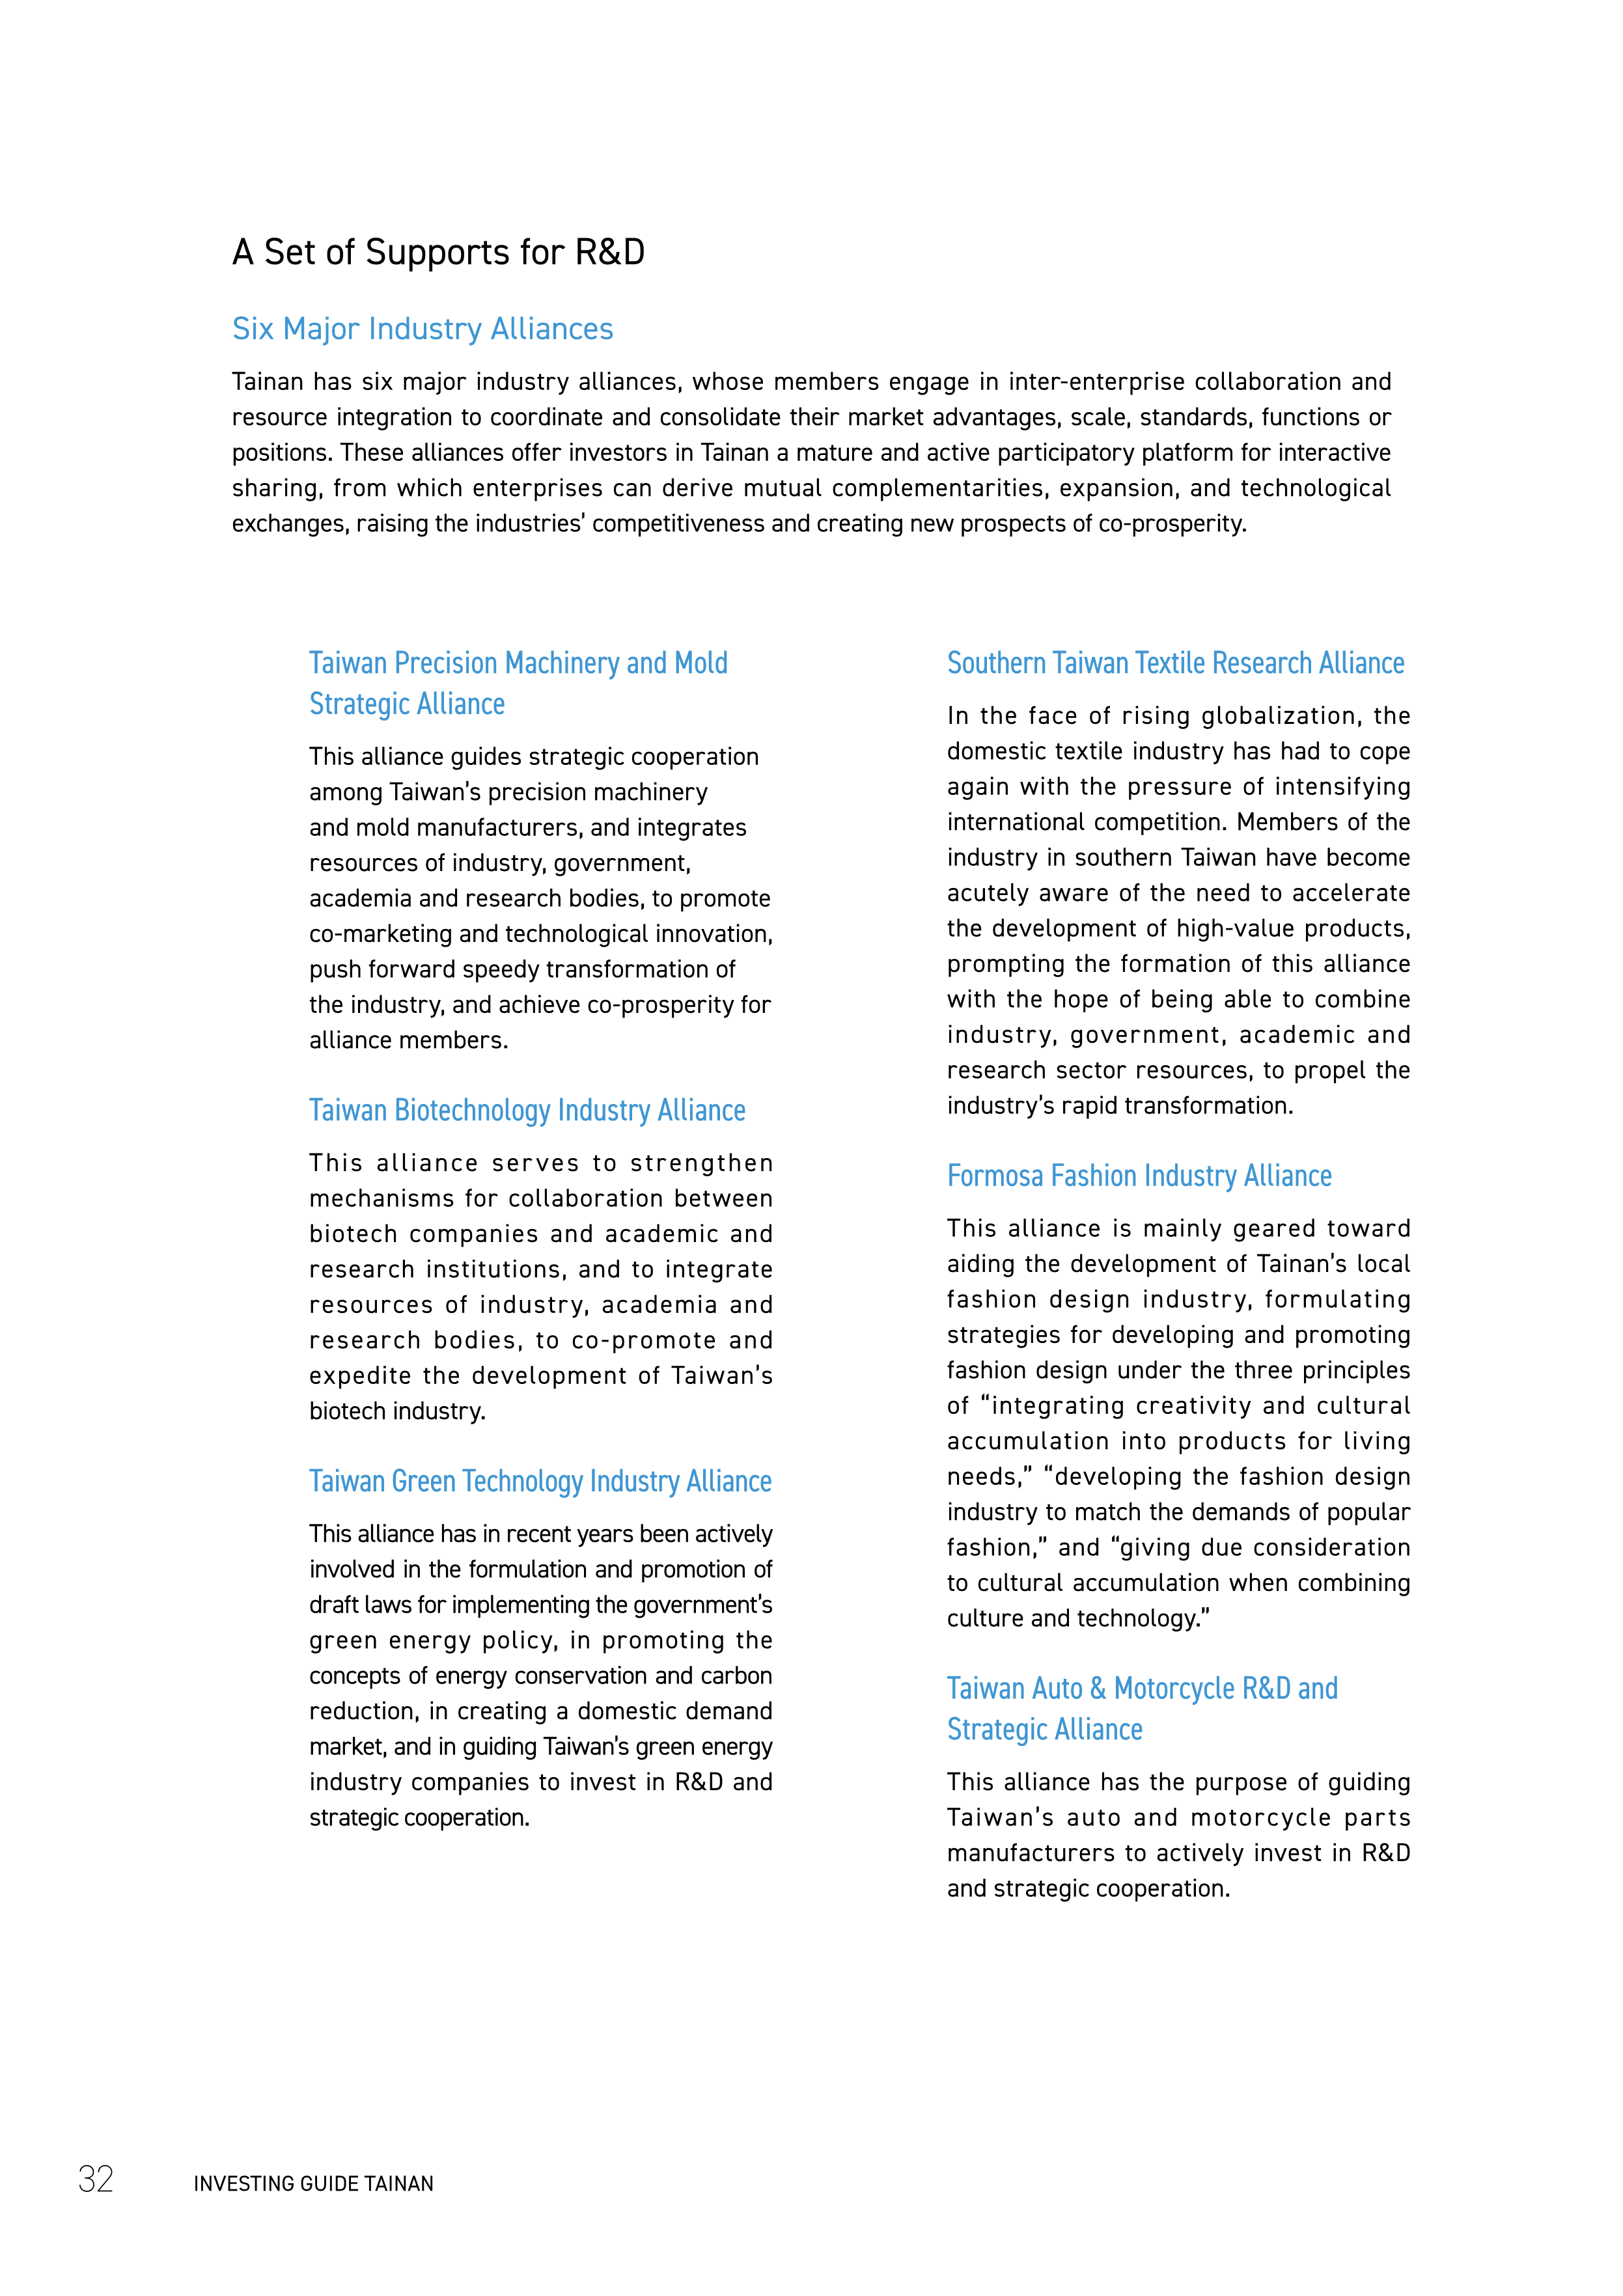 A Set of Supports for R&D
Six Major Industry Alliances
Tainan has six major industry alliances, whose members engage in inter-enterprise collaboration and
resource integration to coordinate and consolidate their market advantages, scale, standards, functions or
positions. These alliances offer investors in Tainan a mature and active participatory platform for interactive
sharing, from which enterprises can derive mutual complementarities, expansion, and technological
exchanges, raising the industries’ competitiveness and creating new prospects of co-prosperity.
Taiwan Precision Machinery and Mold
Strategic Alliance
This alliance guides strategic cooperation
among Taiwan’s precision machinery
and mold manufacturers, and integrates
resources of industry, government,
academia and research bodies, to promote
co-marketing and technological innovation,
push forward speedy transformation of
the industry, and achieve co-prosperity for
alliance members.
Taiwan Biotechnology Industry Alliance
This alliance serves to strengthen
mechanisms for collaboration between
biotech companies and academic and
research institutions, and to integrate
resources of industry, academia and
research bodies, to co-promote and
expedite the development of Taiwan’s
biotech industry.
Taiwan Green Technology Industry Alliance
This alliance has in recent years been actively
involved in the formulation and promotion of
draft laws for implementing the government’s
green energy policy, in promoting the
concepts of energy conservation and carbon
reduction, in creating a domestic demand
market, and in guiding Taiwan’s green energy
industry companies to invest in R&D and
strategic cooperation.
Southern Taiwan Textile Research Alliance
In the face of rising globalization, the
domestic textile industry has had to cope
again with the pressure of intensifying
international competition. Members of the
industry in southern Taiwan have become
acutely aware of the need to accelerate
the development of high-value products,
prompting the formation of this alliance
with the hope of being able to combine
industry, government, academic and
research sector resources, to propel the
industry’s rapid transformation.
Formosa Fashion Industry Alliance
This alliance is mainly geared toward
aiding the development of Tainan’s local
fashion design industry, formulating
strategies for developing and promoting
fashion design under the three principles
of “integrating creativity and cultural
accumulation into products for living
needs,” “developing the fashion design
industry to match the demands of popular
fashion,” and “giving due consideration
to cultural accumulation when combining
culture and technology.”
Taiwan Auto & Motorcycle R&D and
Strategic Alliance
This alliance has the purpose of guiding
Taiwan’s auto and motorcycle parts
manufacturers to actively invest in R&D
and strategic cooperation.
32 INVESTING GUIDE TAINAN